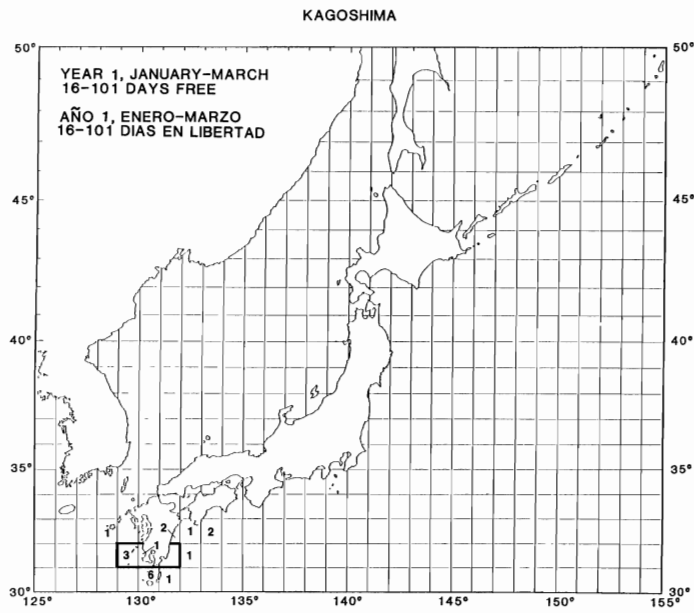 KAGOSHIMA
50° 50°
YEAR 1, JANUARY-MARCH
16-101 DAYS FREE
AÑO 1, ENERO-MARZO
16-101 DIAS EN LIBERTAD
45° 45°
40° 40°
35° 35°
1 2 1 2
3 1 1
6 1
30° 30°
125° 130° 135° 140° 145° 150° 155°